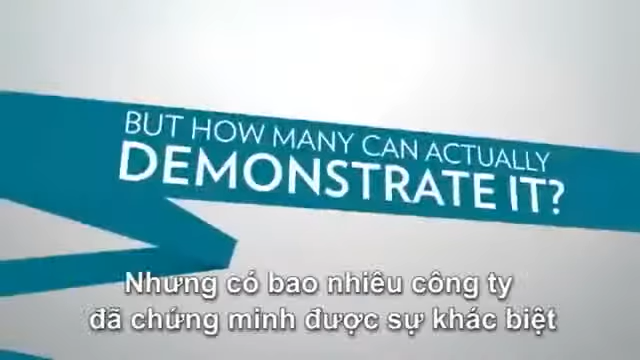 BUT HOW MANY CAN ACTUALLY
DEMONSTRATE IT?
Nhưng có bao nhiêu công ty
đã chứng minh được sự khác biệt